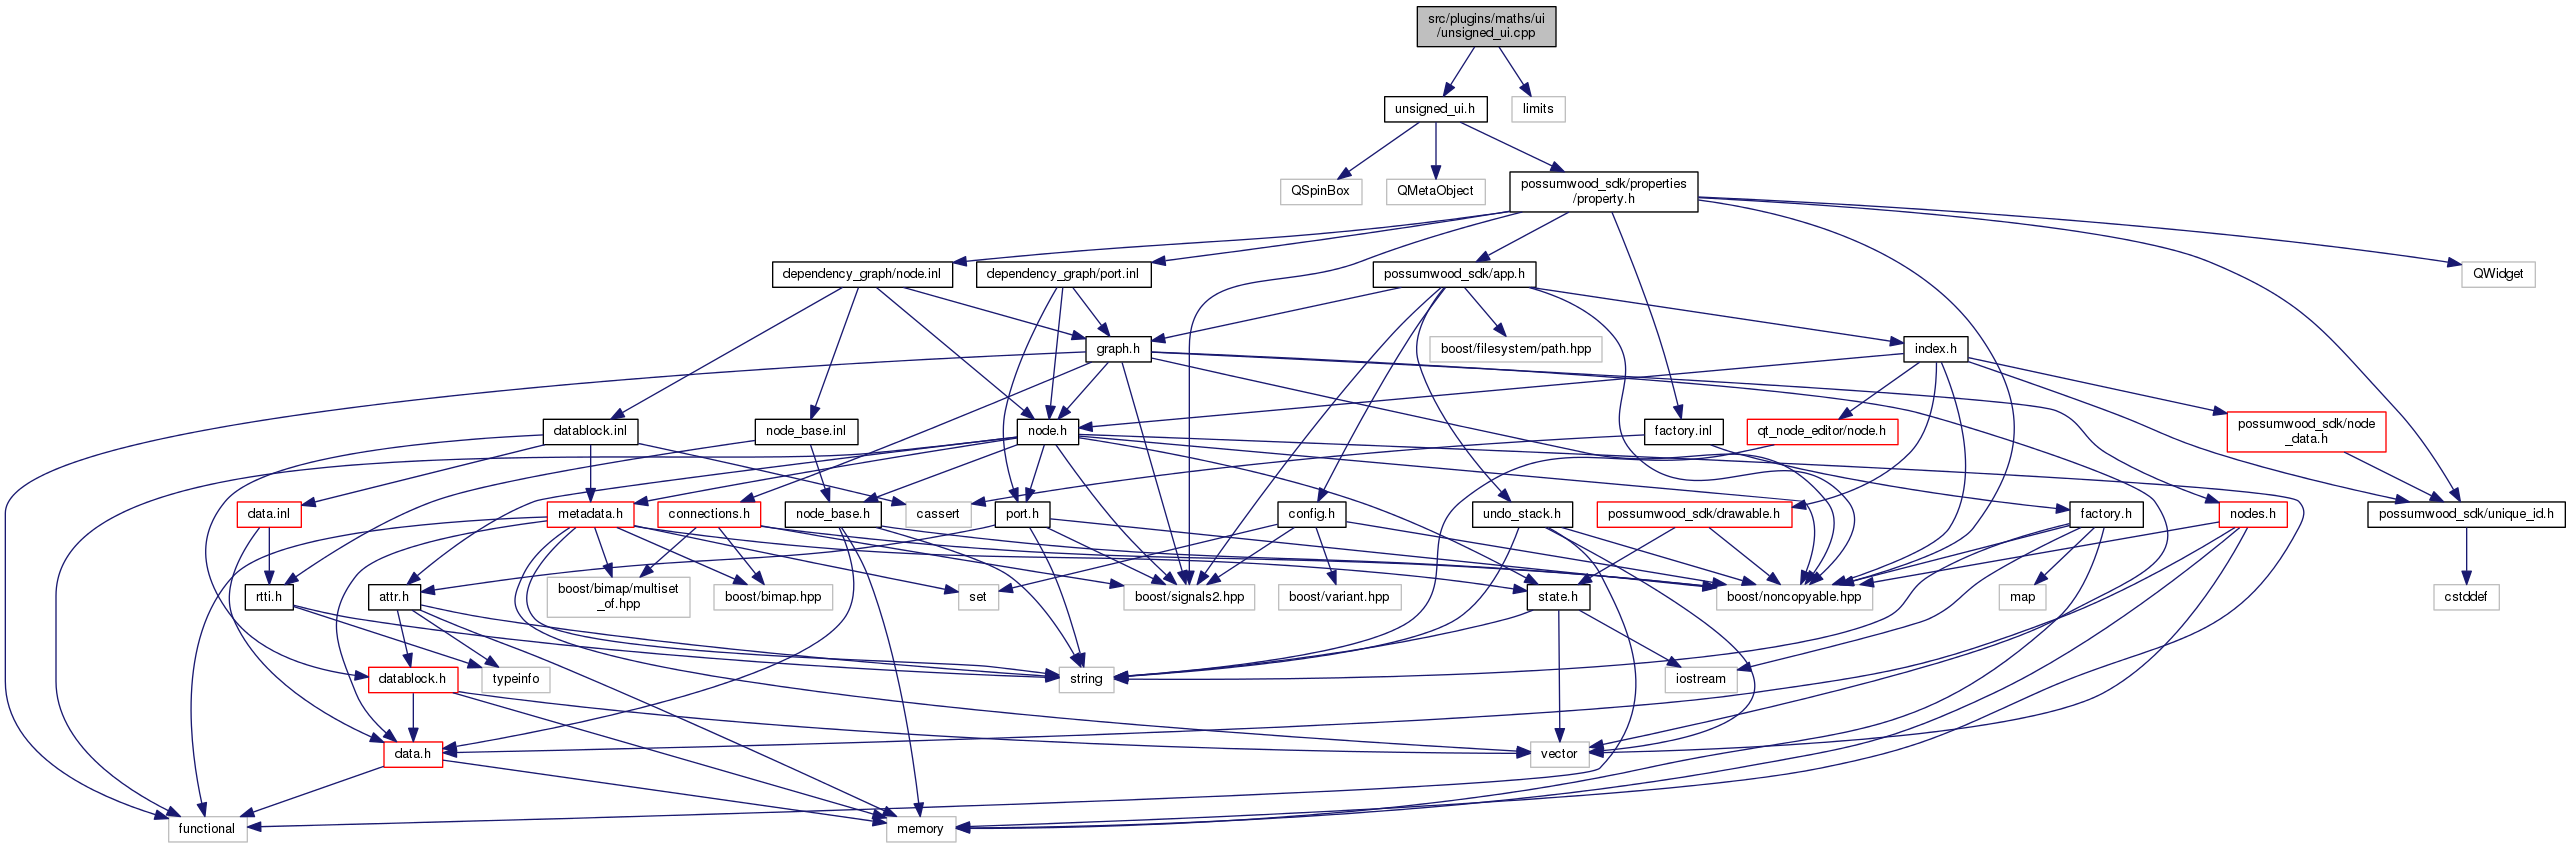 src/plugins/maths/ui
/unsigned_ui.cpp
unsigned_ui.h
limits
QSpinBox
QMetaObject
possumwood_sdk/properties
/property.h
dependency_graph/node.inl
dependency_graph/port.inl
possumwood_sdk/app.h
QWidget
graph.h
boost/filesystem/path.hpp
index.h
datablock.inl
node_base.inl
node.h
factory.inl
qt_node_editor/node.h
possumwood_sdk/node
_data.h
data.inl
metadata.h
connections.h
node_base.h
cassert
port.h
config.h
undo_stack.h
possumwood_sdk/drawable.h
factory.h
nodes.h
possumwood_sdk/unique_id.h
rtti.h
attr.h
boost/bimap/multiset
_of.hpp
boost/bimap.hpp
set
boost/signals2.hpp
boost/variant.hpp
state.h
boost/noncopyable.hpp
map
cstddef
datablock.h
typeinfo
string
iostream
data.h
vector
functional
memory